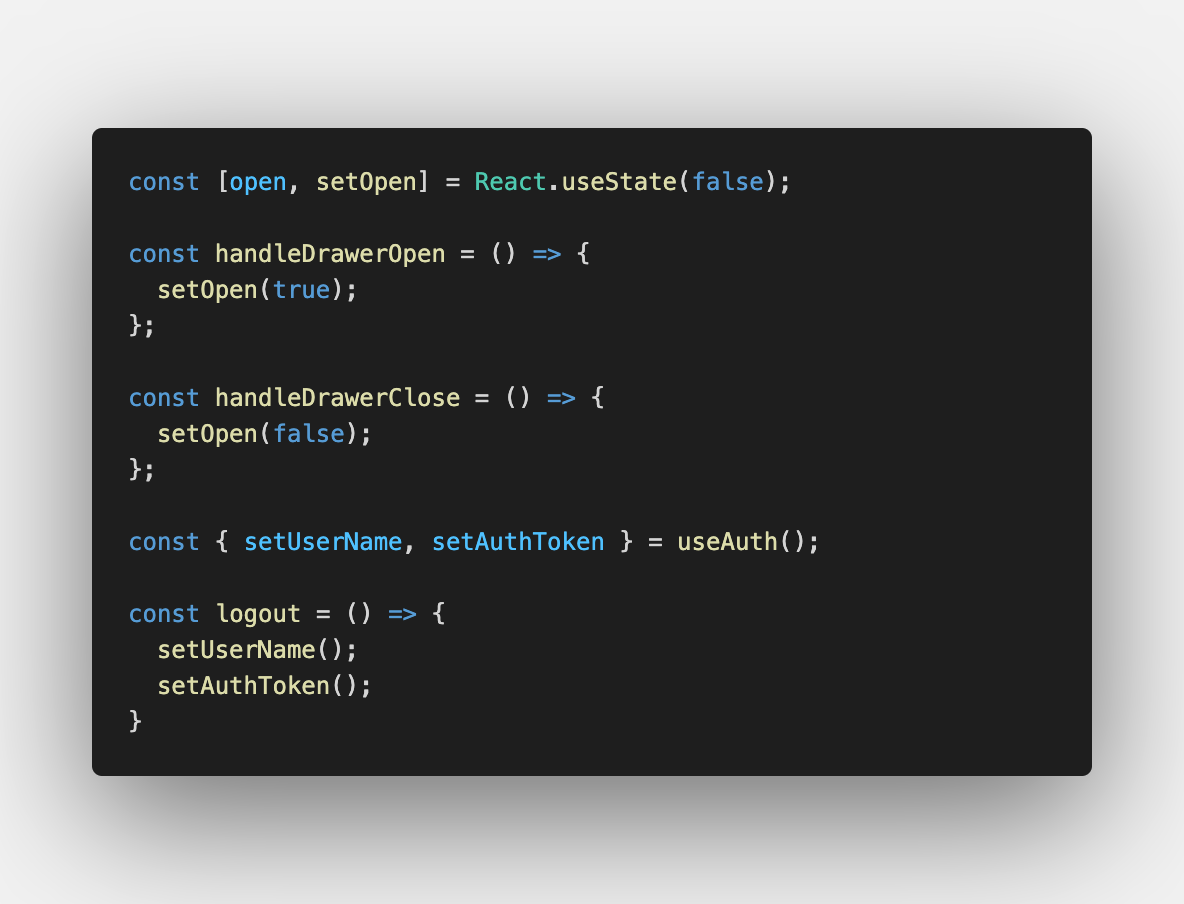 const [open, setOpen] = React.useState(false);

const handleDrawerOpen = () => {
  setOpen(true);
};

const handleDrawerClose = () => {
  setOpen(false);
};

const { setUserName, setAuthToken } = useAuth();

const logout = () => {
  setUserName();
  setAuthToken();
}